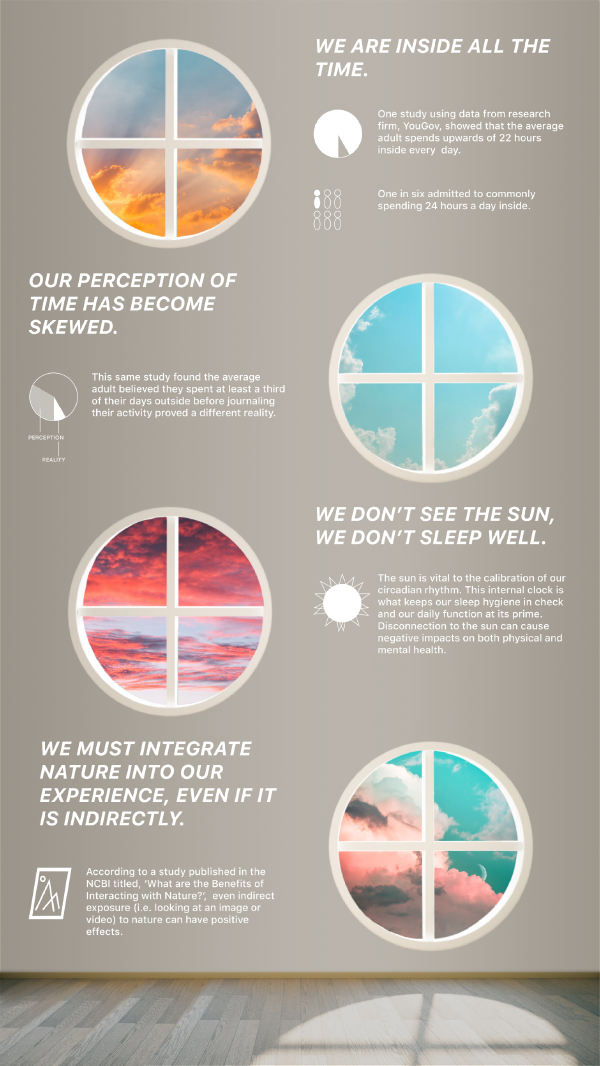 WE ARE INSIDE ALL THE
TIME.
One study using data from research
firm, YouGov, showed that the average
adult spends upwards of 22 hours
inside every  day.
One in six admitted to commonly
spending 24 hours a day inside.
OUR PERCEPTION OF
TIME HAS BECOME
SKEWED.
This same study found the average
adult believed they spent at least a third
of their days outside before journaling
their activity proved a different reality.
PERCEPTION
REALITY
WE DON’T SEE THE SUN,
WE DON’T SLEEP WELL.
The sun is vital to the calibration of our
circadian rhythm. This internal clock is
what keeps our sleep hygiene in check
and our daily function at its prime.
Disconnection to the sun can cause
negative impacts on both physical and
mental health.
WE MUST INTEGRATE
NATURE INTO OUR
EXPERIENCE, EVEN IF IT
IS INDIRECTLY.
According to a study published in the
NCBI titled, ‘What are the Benefits of
Interacting with Nature?’,  even indirect
exposure (i.e. looking at an image or
video) to nature can have positive
effects.